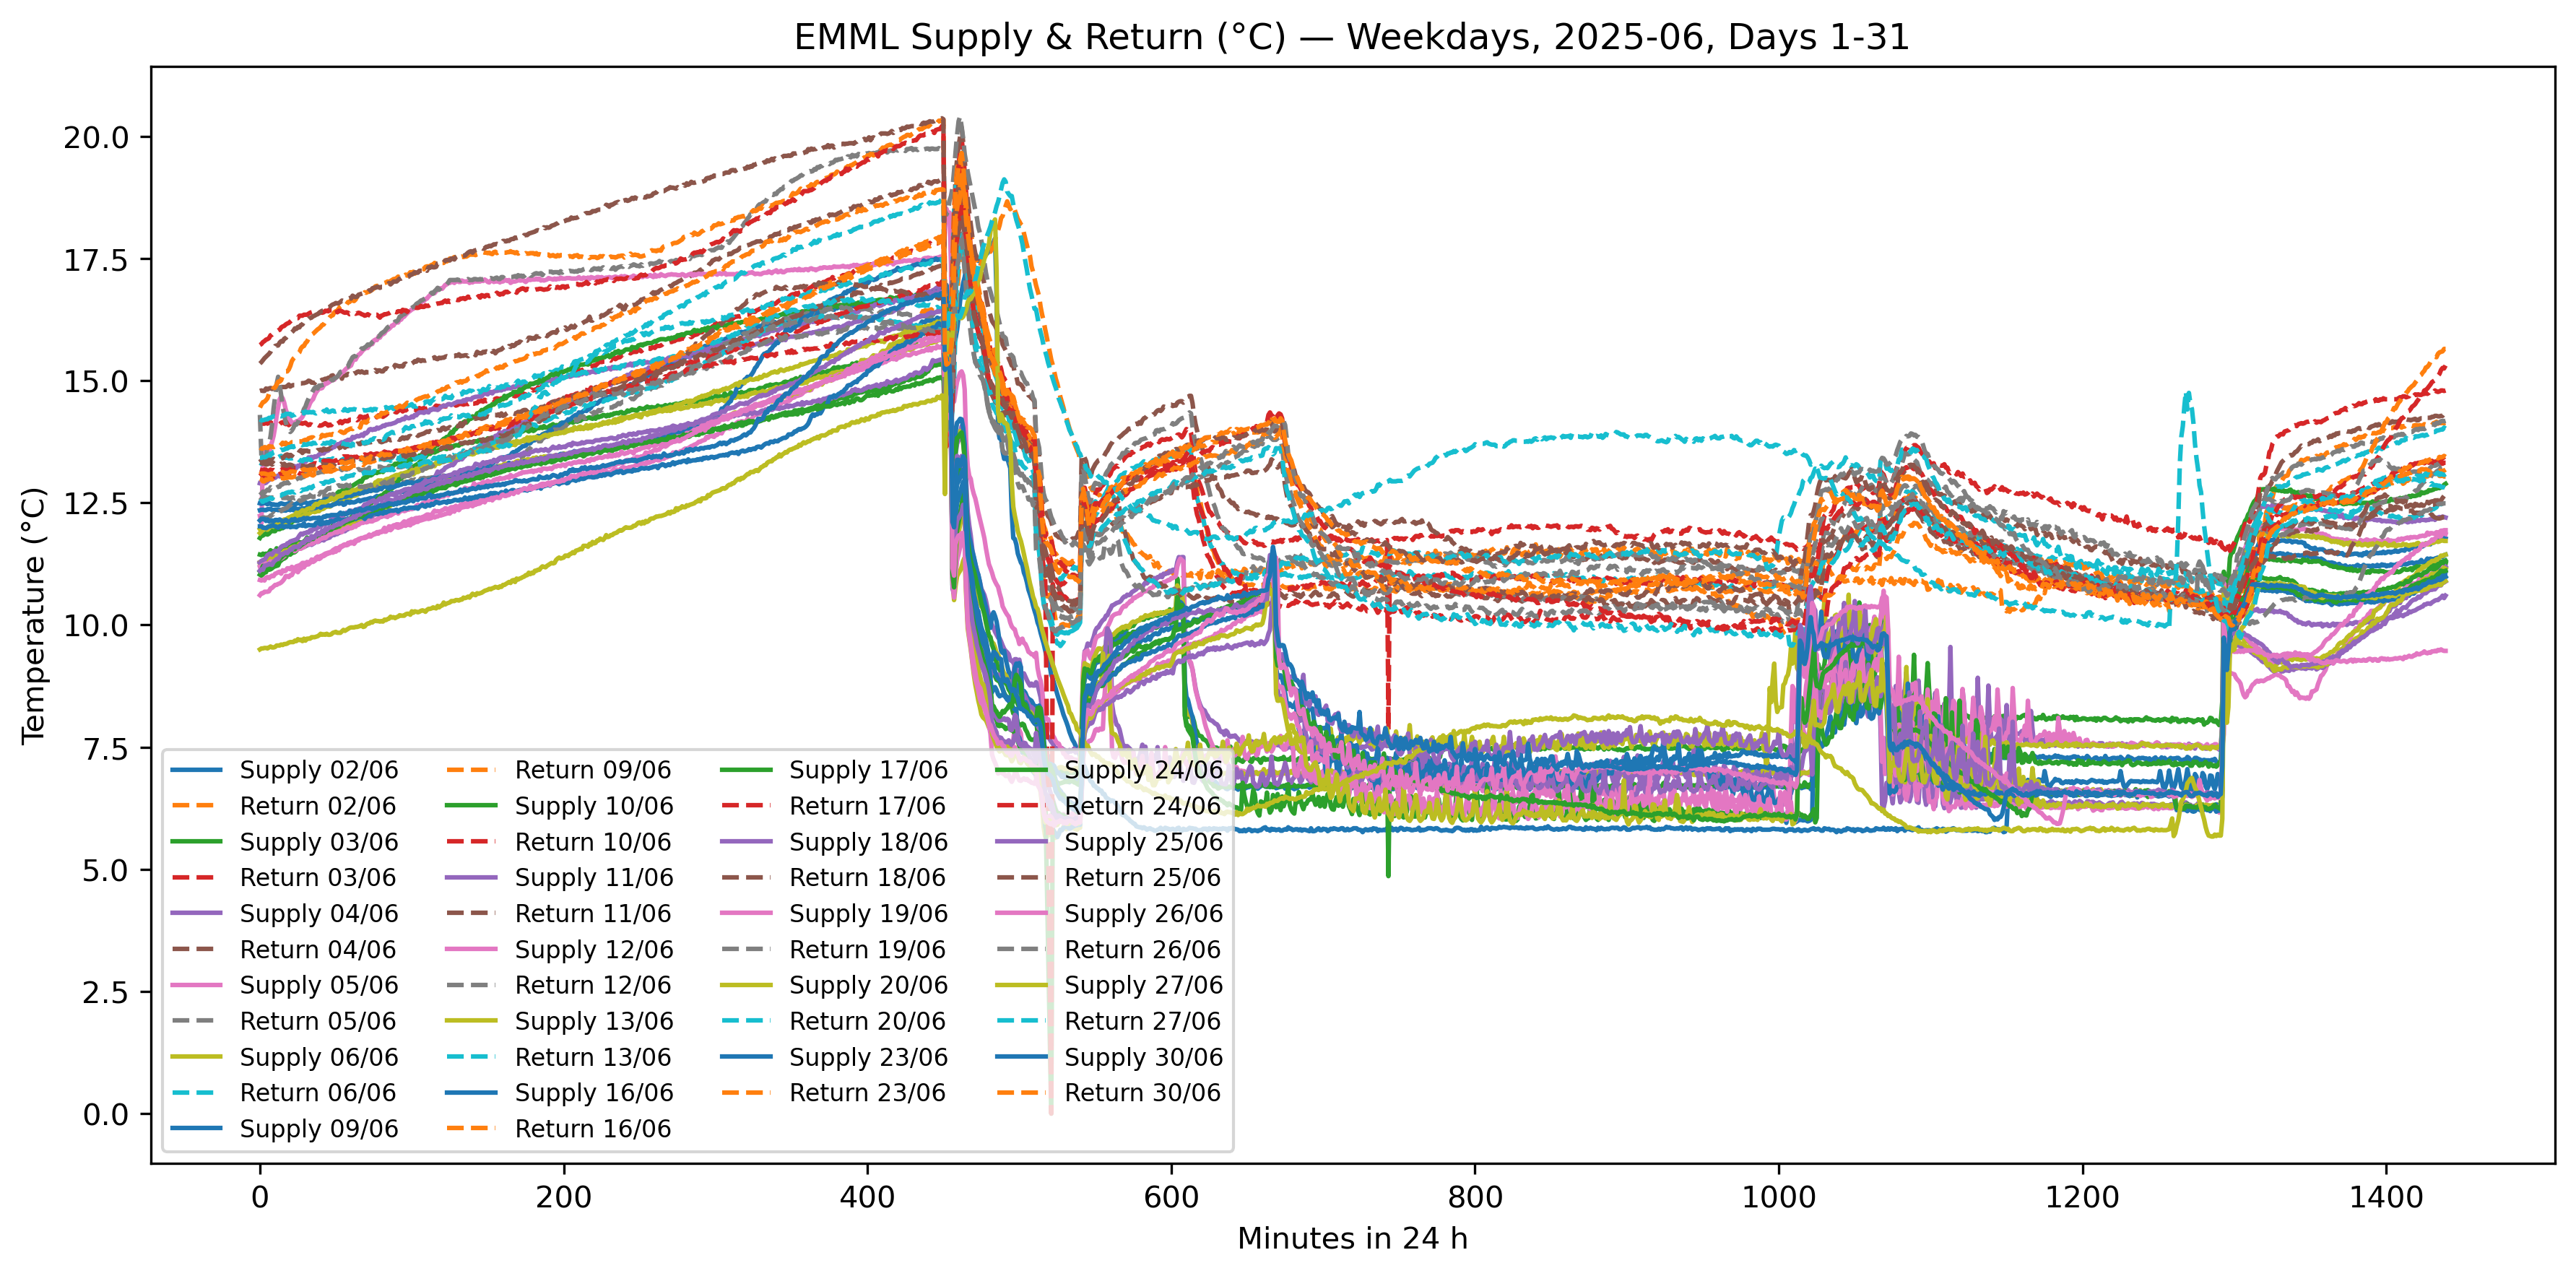 EMML Supply & Return (°C) — Weekdays, 2025-06, Days 1-31
Temperature (°C)
20.0
17.5
15.0
12.5
10.0
7.5
5.0
2.5
0.0
Supply 02/06
Return 02/06
Supply 03/06
Return 03/06
Supply 04/06
Return 04/06
Supply 05/06
Return 05/06
Supply 06/06
Return 06/06
Supply 09/06
Return 09/06
Supply 10/06
Return 10/06
Supply 11/06
Return 11/06
Supply 12/06
Return 12/06
Supply 13/06
Return 13/06
Supply 16/06
Return 16/06
Supply 17/06
Return 17/06
Supply 18/06
Return 18/06
Supply 19/06
Return 19/06
Supply 20/06
Return 20/06
Supply 23/06
Return 23/06
Supply 24/06
Return 24/06
Supply 25/06
Return 25/06
Supply 26/06
Return 26/06
Supply 27/06
Return 27/06
Supply 30/06
Return 30/06
0 200 400 600 800 1000 1200 1400
Minutes in 24 h